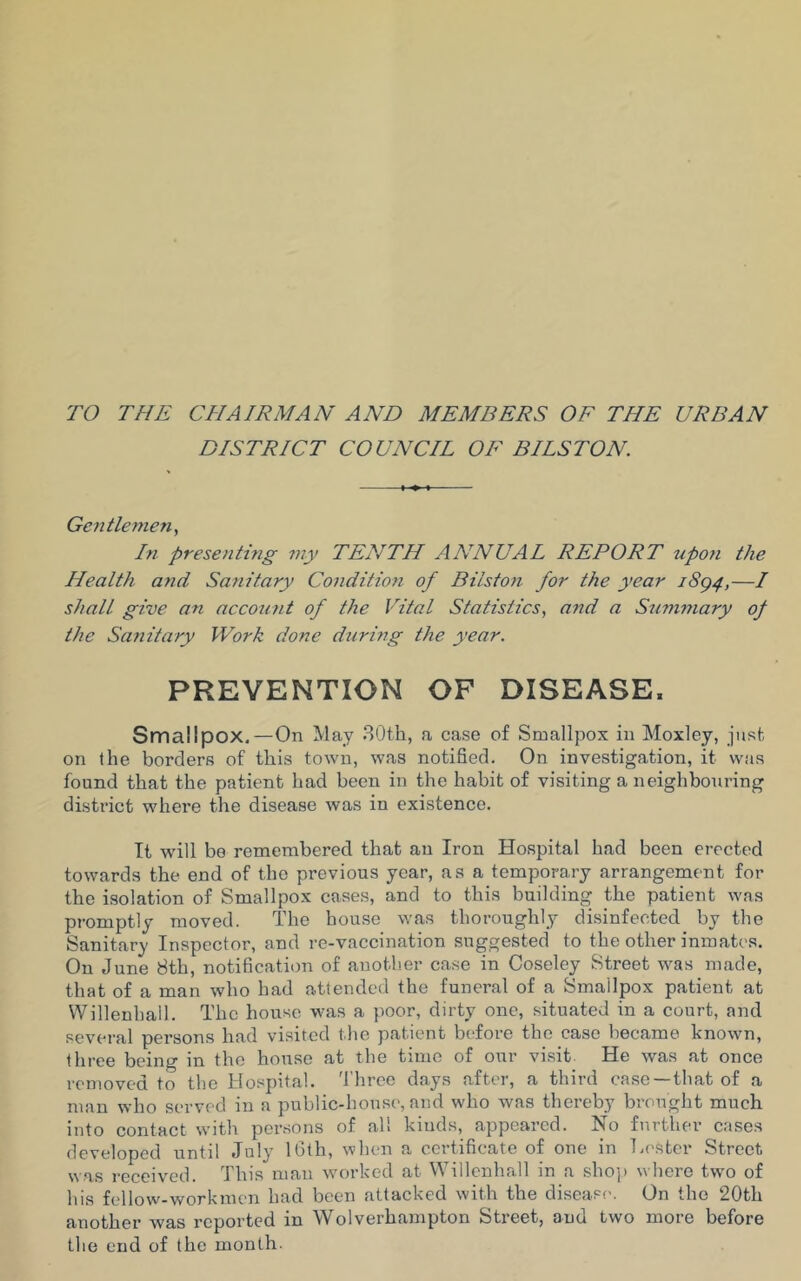 TO THE CHAIRMAN AND MEMBERS OF THE URBAN
DISTRICT COUNCIL OF BILSTON.
Gentlemen,
In presenting my TENTH ANNUAL REPORT upon the
Health and Sanitary Condition of Bilston for the year 1894,—I
shall give an account of the Vital Statistics, and a Summary of
the Sanitary Work done during the year.
PREVENTION OF DISEASE.
Smallpox.—On May 30th, a case of Smallpox in Moxley, just
on the borders of this town, was notified. On investigation, it was
found that the patient had been in the habit of visiting a neighbouring
district where the disease was in existence.
It will be remembered that an Iron Hospital had been erected
towards the end of the previous year, as a temporary arrangement for
the isolation of Smallpox cases, and to this building the patient was
promptly moved. The house was thoroughly disinfected by the
Sanitary Inspector, and re-vaccination suggested to the other inmates.
On June 8th, notification of another case in Coseley Street was made,
that of a man who had attended the funeral of a Smallpox patient at
Willenhall. The house was a poor, dirty one, situated in a court, and
several persons had visited the patient before the case became known,
three being in the house at the time of our visit. He was at once
removed to the Hospital. Three days after, a third case—that of a
man who served in a public-house, and who was thereby brought much
into contact with persons of all kinds, appeared. No further cases
developed until July 16th, when a certificate of one in Lester Street
was received. This man worked at Willenhall in a shop where two of
his fellow-workmen had been attacked with the disease. On the 20th
another was reported in Wolverhampton Street, and two more before
the end of the month.